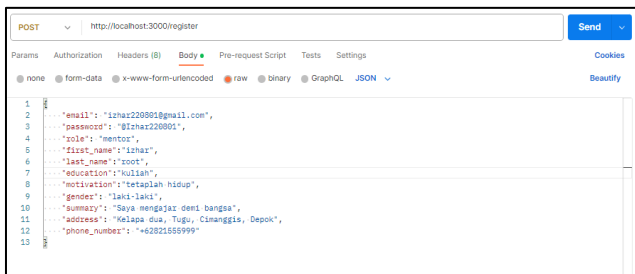 POST http://localhost:3000/register Send
Params Authorization Headers (8) Body Pre-request Script Tests Settings Cookies
none form-data x-www-form-urlencoded raw binary GraphQL JSON Beautify
1 {
2 "email": "izhar220801@gmail.com",
3 "password": "@Izhar220801",
4 "role": "mentor",
5 "first_name":"izhar",
6 "last_name":"root",
7 "education":"kuliah",
8 "motivation":"tetaplah hidup",
9 "gender": "laki-laki",
10 "summary": "Saya mengajar demi bangsa",
11 "address": "Kelapa dua, Tugu, Cimanggis, Depok",
12 "phone_number": "+62821555999"
13 }